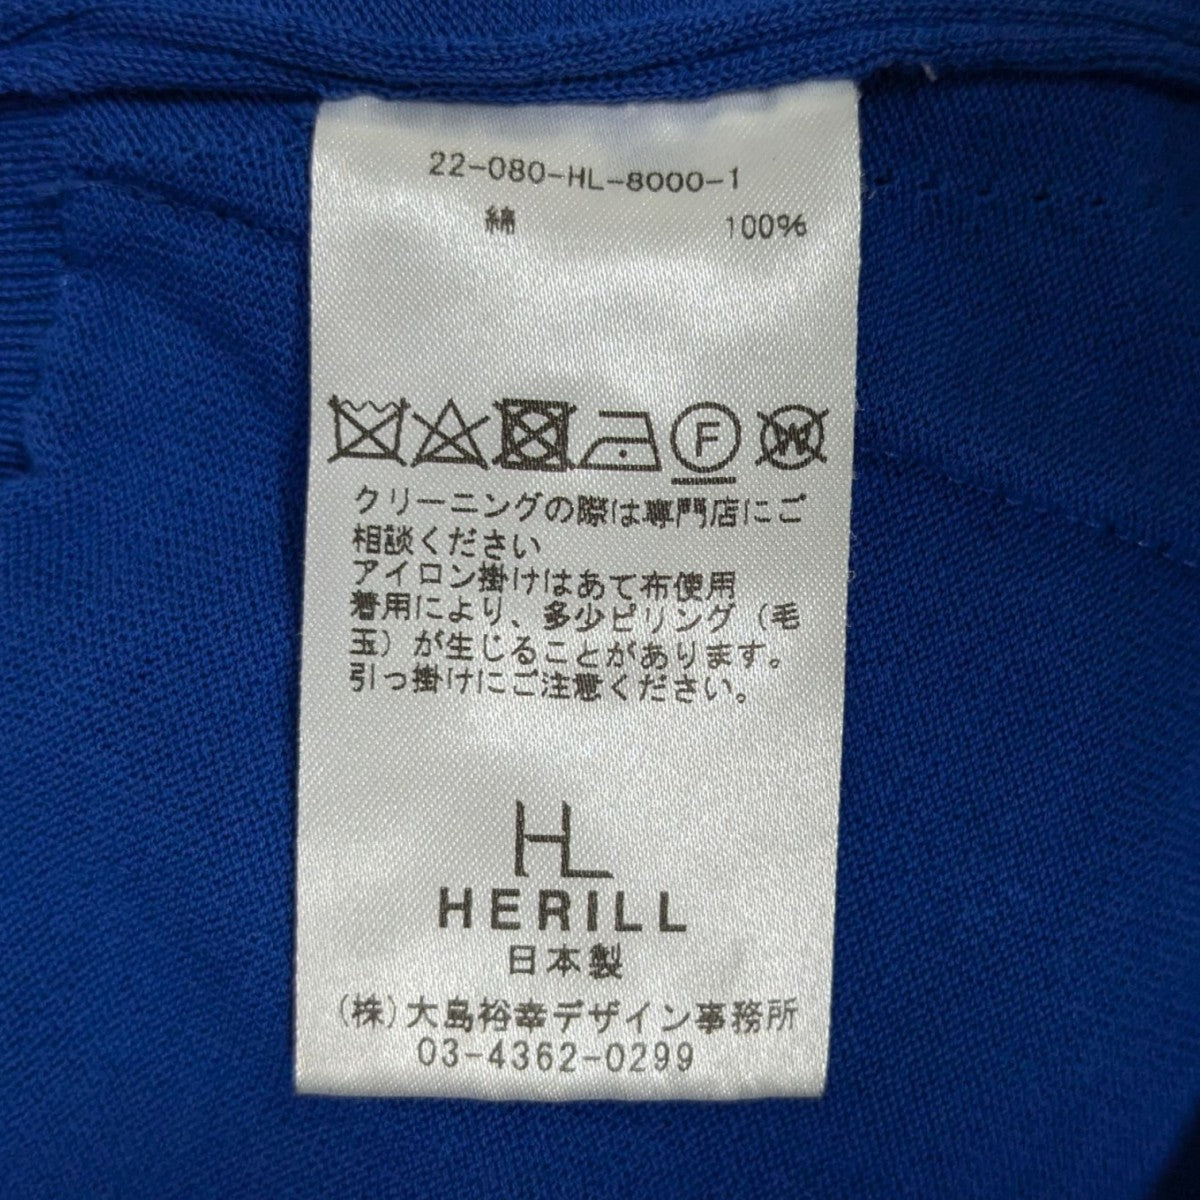 22-080-HL-8000-1
綿 100%
F W
クリーニングの際は専門店にご
相談ください
アイロン掛けはあて布使用
着用により、多少ピリング（毛
玉）が生じることがあります。
引っ掛けにご注意ください。
HL
HERILL
日本製
(株)大島裕幸デザイン事務所
03-4362-0299